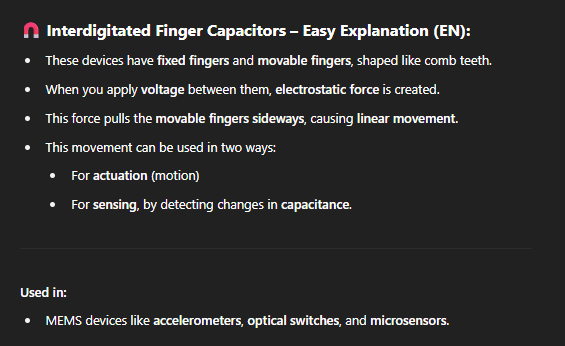 🧲 Interdigitated Finger Capacitors – Easy Explanation (EN):
• These devices have fixed fingers and movable fingers, shaped like comb teeth.
• When you apply voltage between them, electrostatic force is created.
• This force pulls the movable fingers sideways, causing linear movement.
• This movement can be used in two ways:
• For actuation (motion)
• For sensing, by detecting changes in capacitance.
Used in:
• MEMS devices like accelerometers, optical switches, and microsensors.